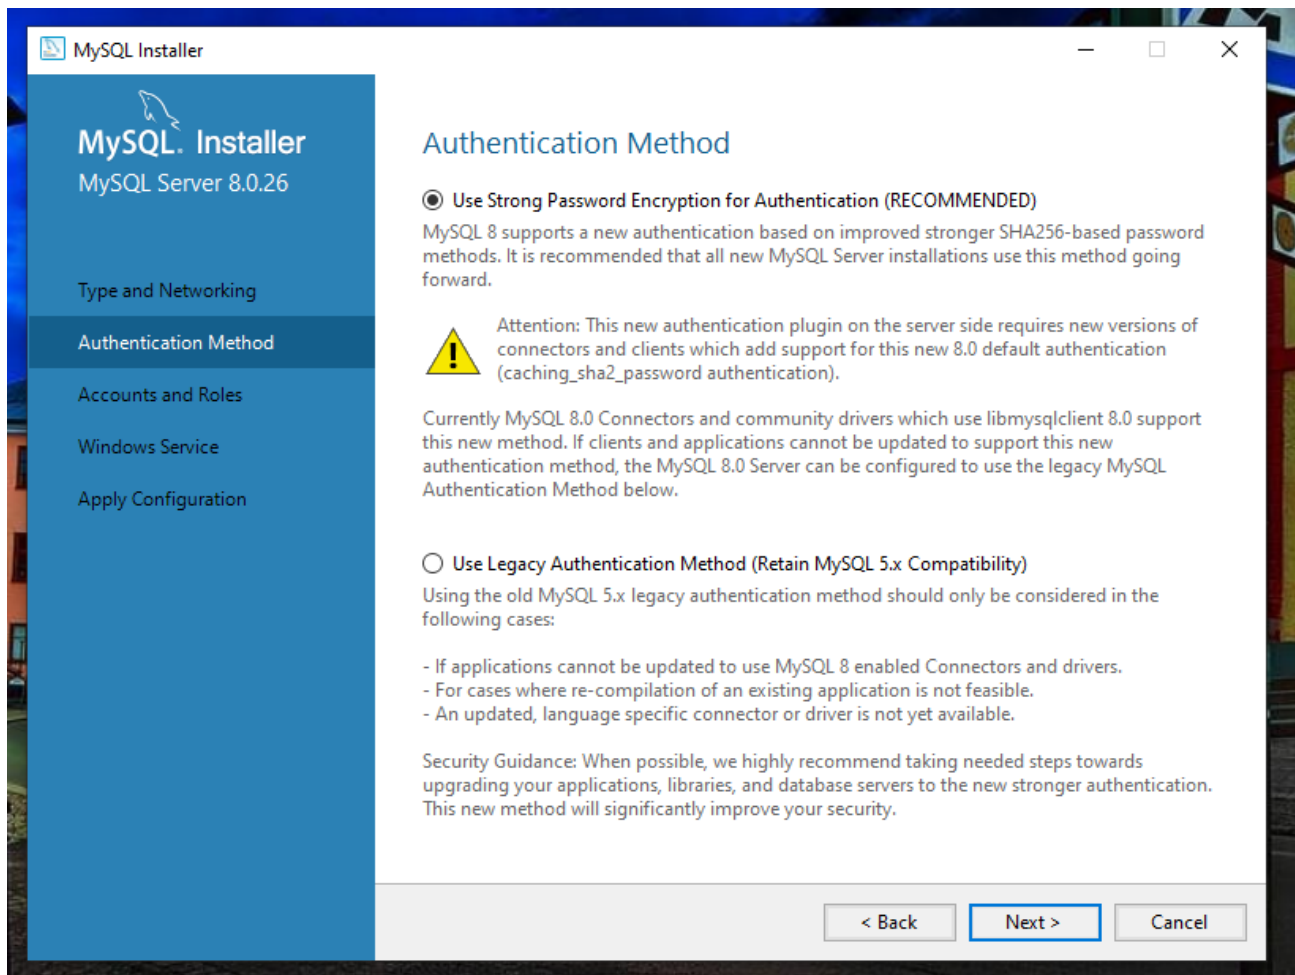 MySQL Installer
MySQL. Installer
MySQL Server 8.0.26
Type and Networking
Authentication Method
Accounts and Roles
Windows Service
Apply Configuration
Authentication Method
Use Strong Password Encryption for Authentication (RECOMMENDED)
MySQL 8 supports a new authentication based on improved stronger SHA256-based password
methods. It is recommended that all new MySQL Server installations use this method going
forward.
Attention: This new authentication plugin on the server side requires new versions of
connectors and clients which add support for this new 8.0 default authentication
(caching_sha2_password authentication).
Currently MySQL 8.0 Connectors and community drivers which use libmysqlclient 8.0 support
this new method. If clients and applications cannot be updated to support this new
authentication method, the MySQL 8.0 Server can be configured to use the legacy MySQL
Authentication Method below.
Use Legacy Authentication Method (Retain MySQL 5.x Compatibility)
Using the old MySQL 5.x legacy authentication method should only be considered in the
following cases:
- If applications cannot be updated to use MySQL 8 enabled Connectors and drivers.
- For cases where re-compilation of an existing application is not feasible.
- An updated, language specific connector or driver is not yet available.
Security Guidance: When possible, we highly recommend taking needed steps towards
upgrading your applications, libraries, and database servers to the new stronger authentication.
This new method will significantly improve your security.
< Back
Next >
Cancel